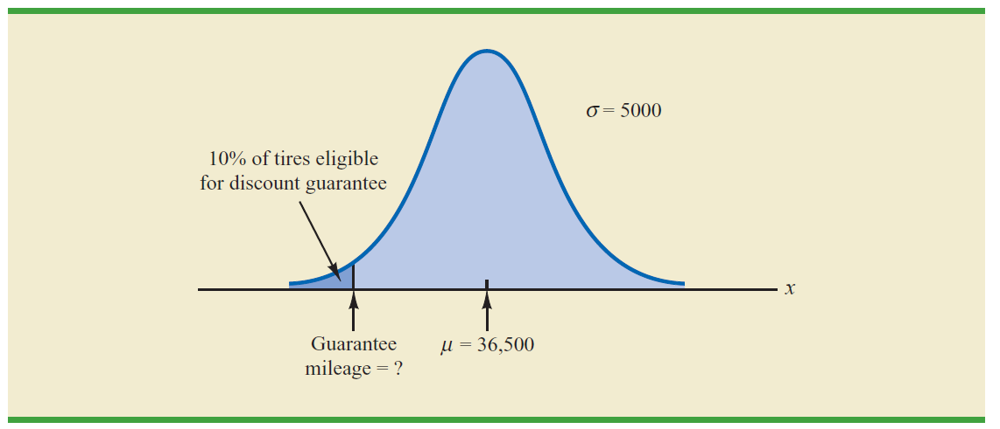 σ = 5000
10% of tires eligible
for discount guarantee
x
Guarantee
mileage = ?
μ = 36,500